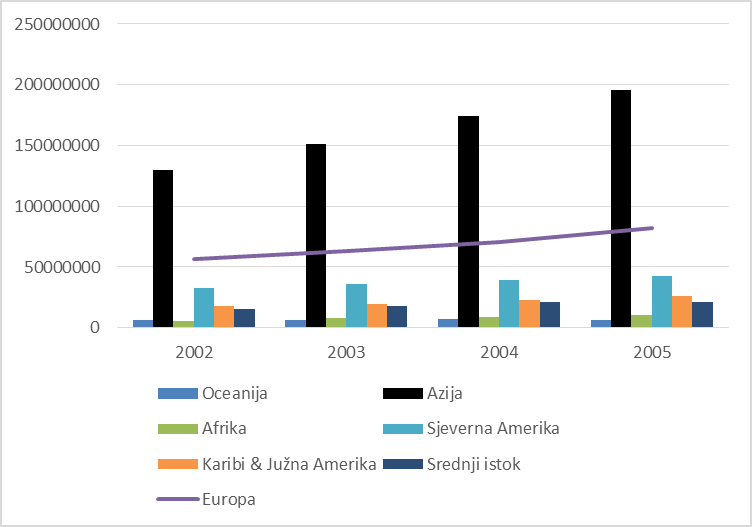 250000000
200000000
150000000
100000000
50000000
0
2002 2003 2004 2005
Oceanija Azija
Afrika Sjeverna Amerika
Karibi & Južna Amerika Srednji istok
Europa